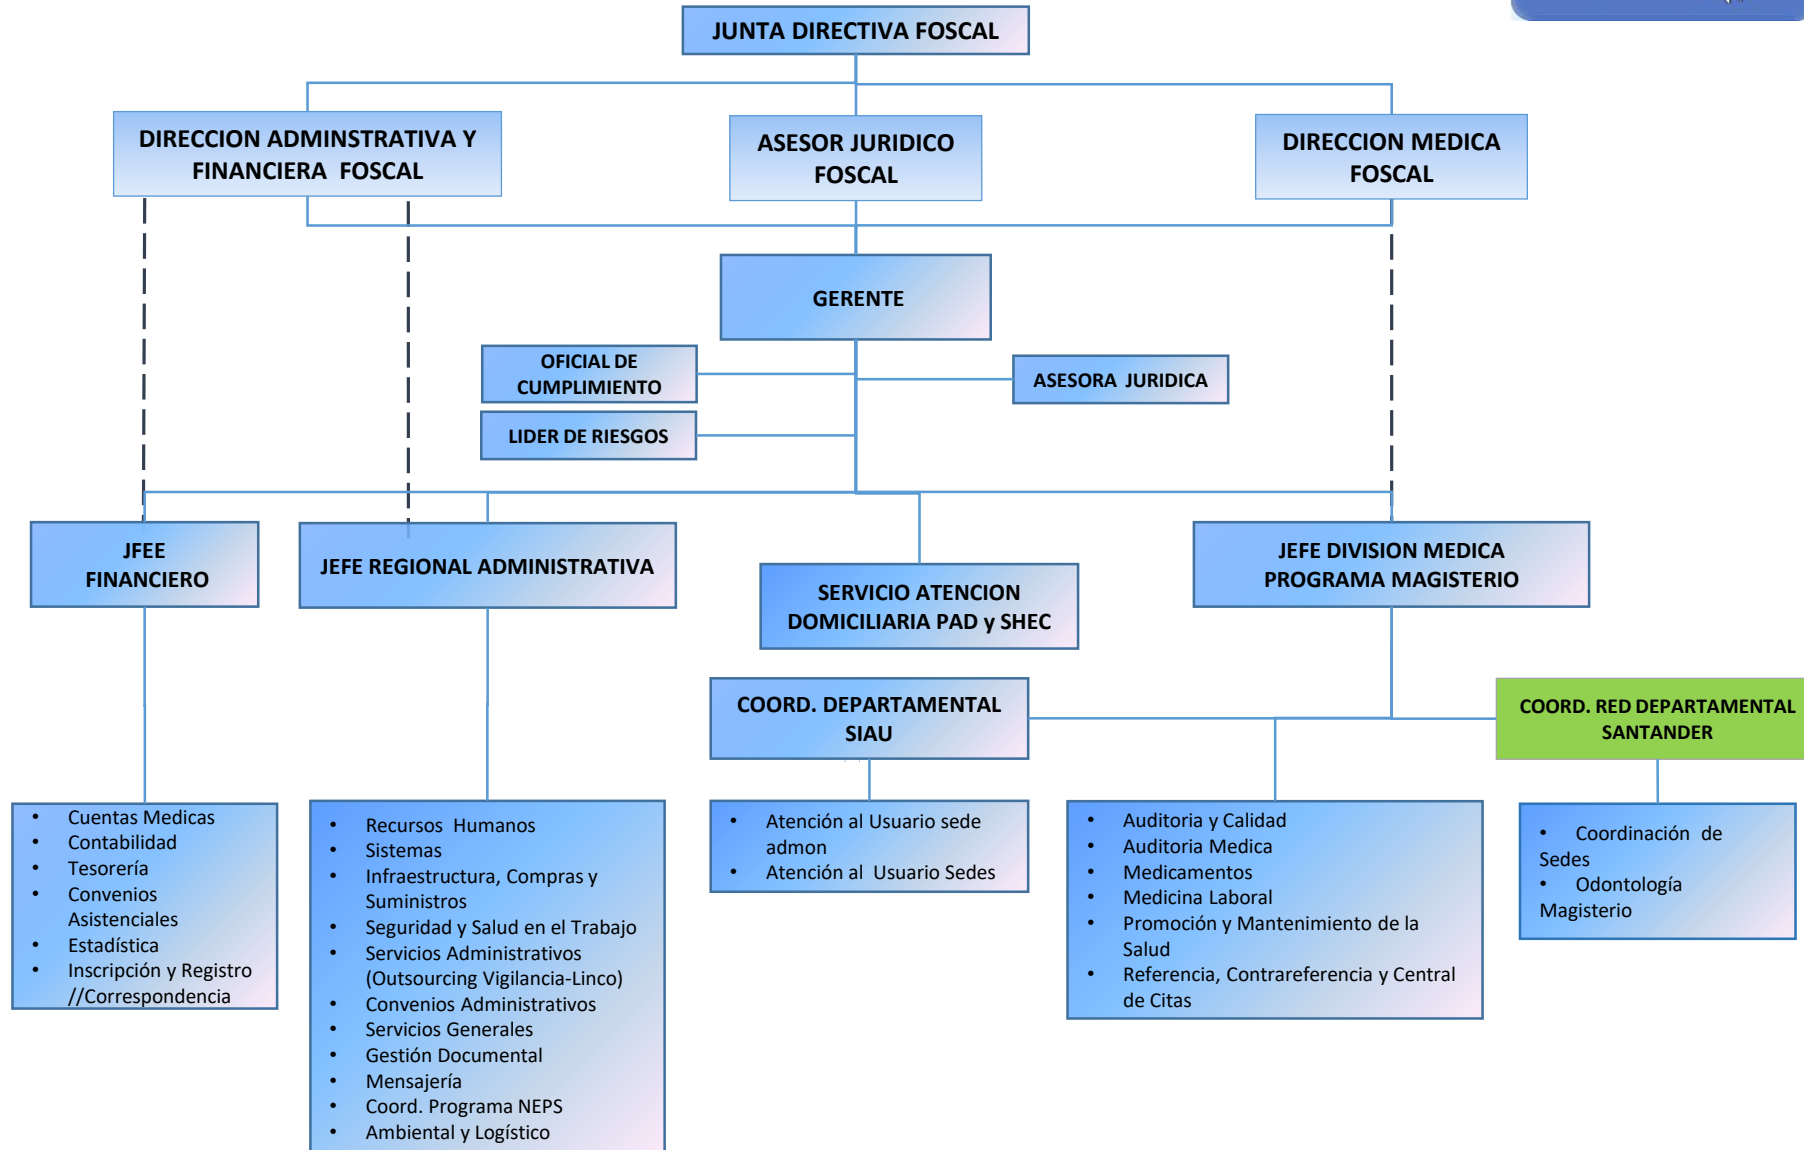 JUNTA DIRECTIVA FOSCAL
DIRECCION ADMINSTRATIVA Y
FINANCIERA FOSCAL
ASESOR JURIDICO
FOSCAL
DIRECCION MEDICA
FOSCAL
GERENTE
OFICIAL DE
CUMPLIMIENTO
ASESORA JURIDICA
LIDER DE RIESGOS
JFEE
FINANCIERO
JEFE REGIONAL ADMINISTRATIVA
SERVICIO ATENCION
DOMICILIARIA PAD y SHEC
JEFE DIVISION MEDICA
PROGRAMA MAGISTERIO
COORD. DEPARTAMENTAL
SIAU
COORD. RED DEPARTAMENTAL
SANTANDER
• Cuentas Medicas
• Contabilidad
• Tesorería
• Convenios
Asistenciales
• Estadística
• Inscripción y Registro
//Correspondencia
• Recursos Humanos
• Sistemas
• Infraestructura, Compras y
Suministros
• Seguridad y Salud en el Trabajo
• Servicios Administrativos
(Outsourcing Vigilancia-Linco)
• Convenios Administrativos
• Servicios Generales
• Gestión Documental
• Mensajería
• Coord. Programa NEPS
• Ambiental y Logístico
• Atención al Usuario sede
admon
• Atención al Usuario Sedes
• Auditoria y Calidad
• Auditoria Medica
• Medicamentos
• Medicina Laboral
• Promoción y Mantenimiento de la
Salud
• Referencia, Contrareferencia y Central
de Citas
• Coordinación de
Sedes
• Odontología
Magisterio